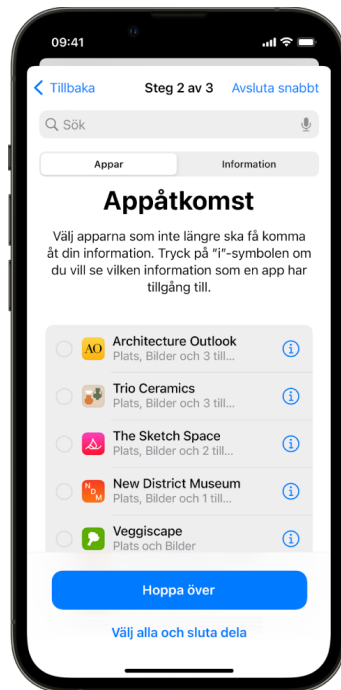 09:41
Tillbaka Steg 2 av 3 Avsluta snabbt
Sök
Appar Information
Appåtkomst
Välj apparna som inte längre ska få komma
åt din information. Tryck på "i"-symbolen om
du vill se vilken information som en app har
tillgång till.
AO Architecture Outlook
Plats, Bilder och 3 till...
Trio Ceramics
Plats, Bilder och 3 till...
The Sketch Space
Plats, Bilder och 2 till...
NDM New District Museum
Plats, Bilder och 1 till...
Veggiscape
Plats och Bilder
Hoppa över
Välj alla och sluta dela